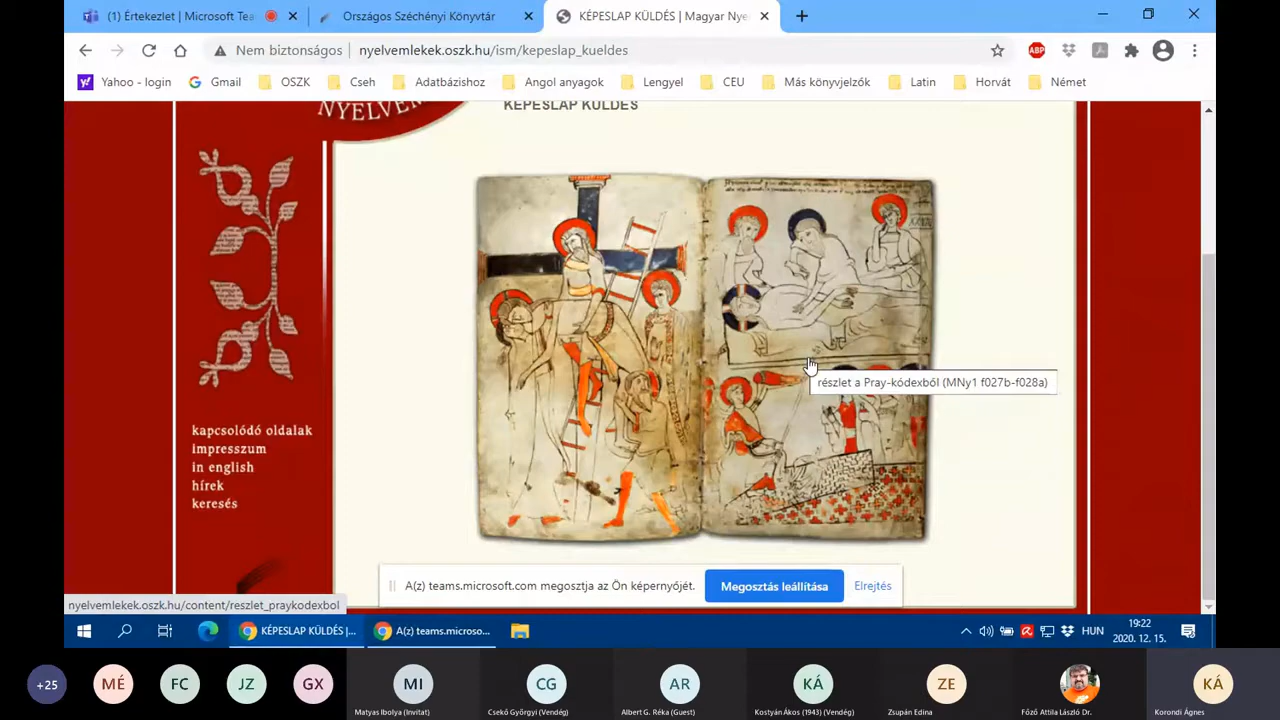 (1) Értekezlet | Microsoft Tea
Országos Széchényi Könyvtár
KÉPESLAP KÜLDÉS | Magyar Nye
Nem biztonságos
nyelvemlekek.oszk.hu/ism/kepeslap_kueldes
ABP
Yahoo - login
Gmail
OSZK
Cseh
Adatbázishoz
Angol anyagok
Lengyel
CEU
Más könyvjelzők
Latin
Horvát
Német
NYELVEM
KÉPESLAP KÜLDÉS
részlet a Pray-kódexből (MNy1 f027b-f028a)
kapcsolódó oldalak
impresszum
in english
hírek
keresés
A(z) teams.microsoft.com megosztja az Ön képernyőjét.
Megosztás leállítása
Elrejtés
nyelvemlekek.oszk.hu/content/reszlet_praykodexbol
KÉPESLAP KÜLDÉS |...
A(z) teams.microso...
HUN
19:22
2020. 12. 15.
+25
MÉ
FC
JZ
GX
MI
CG
AR
KÁ
ZE
KÁ
Matyas Ibolya (Invitat)
Csekő Györgyi (Vendég)
Albert G. Réka (Guest)
Kostyán Ákos (1943) (Vendég)
Zsupán Edina
Főző Attila László Dr.
Korondi Ágnes